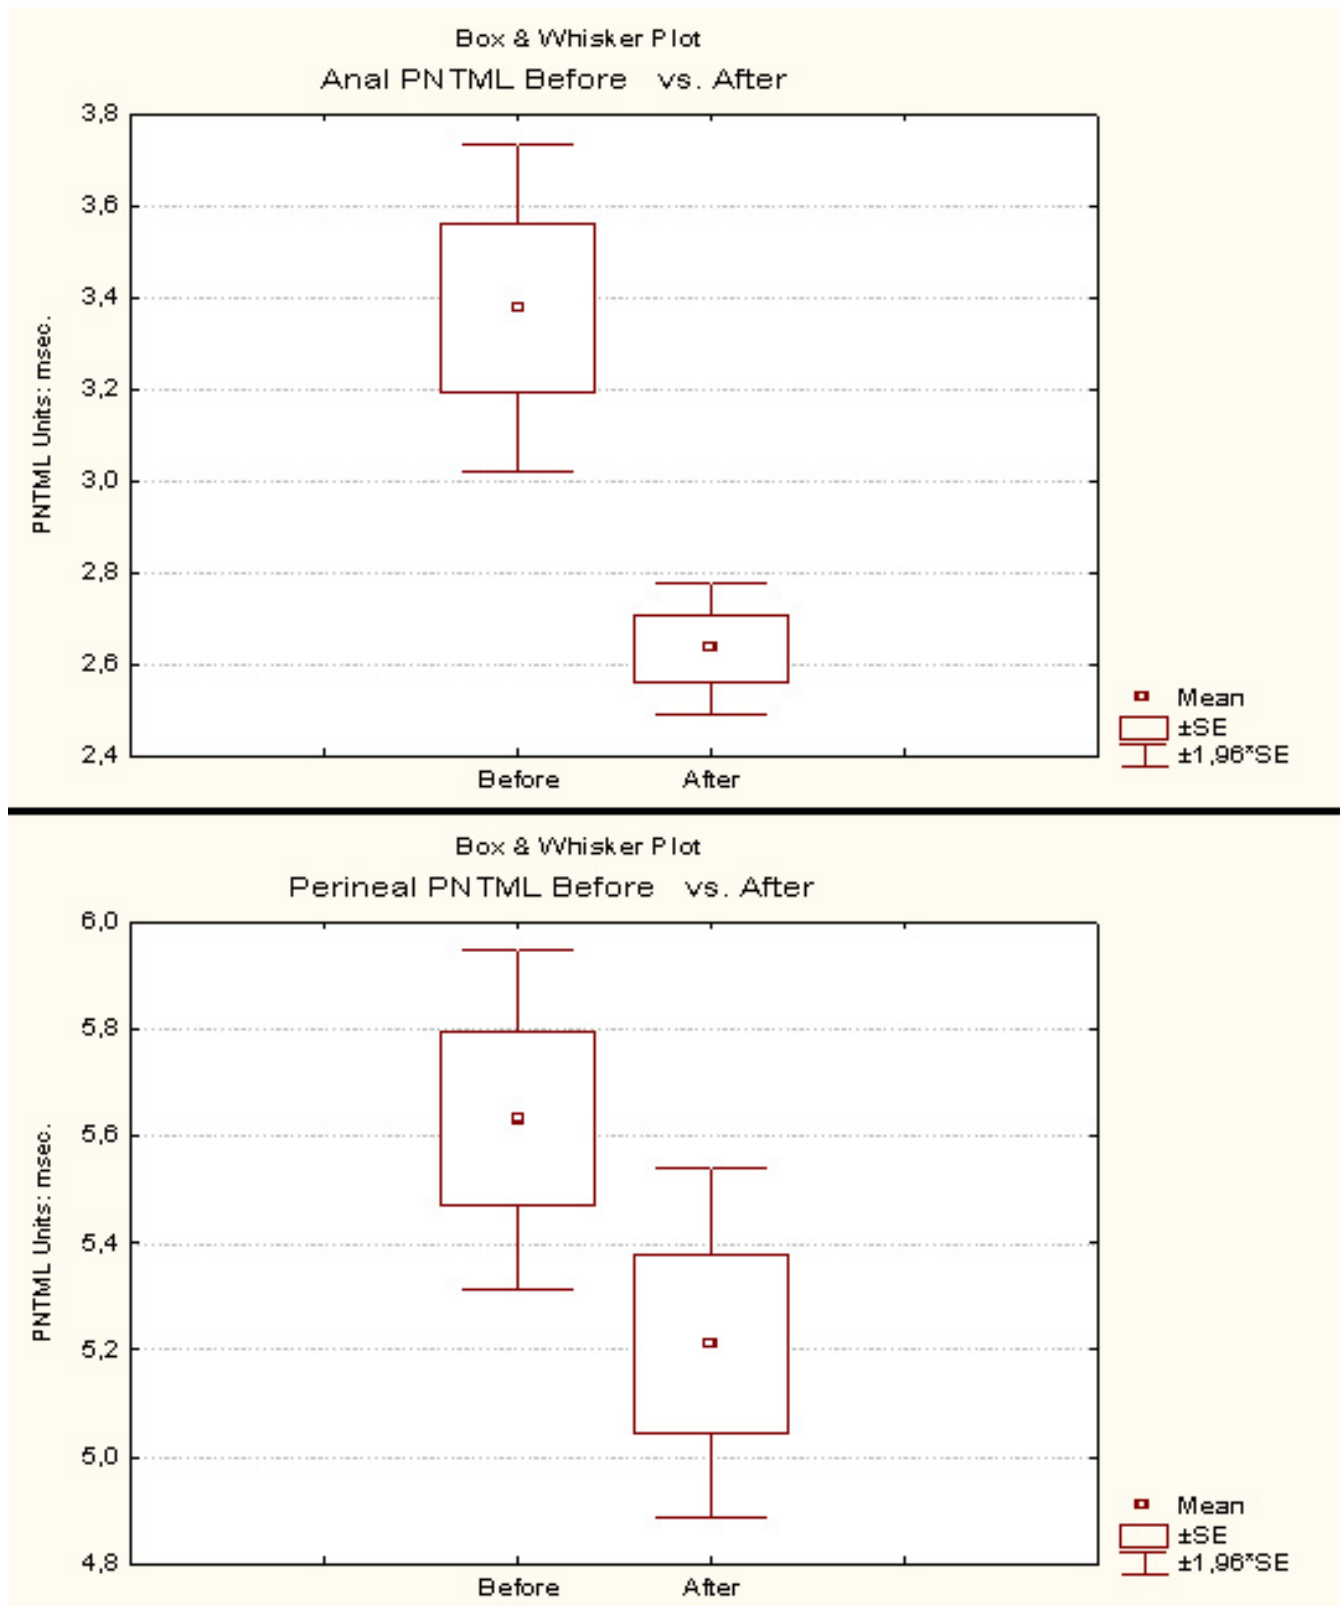 Box & Whisker Plot
Anal PNTML Before vs. After
PNTML Units: msec.
3,8
3,6
3,4
3,2
3,0
2,8
2,6
2,4
Before After
Mean
±SE
±1,96*SE
Box & Whisker Plot
Perineal PNTML Before vs. After
PNTML Units: msec.
6,0
5,8
5,6
5,4
5,2
5,0
4,8
Before After
Mean
±SE
±1,96*SE